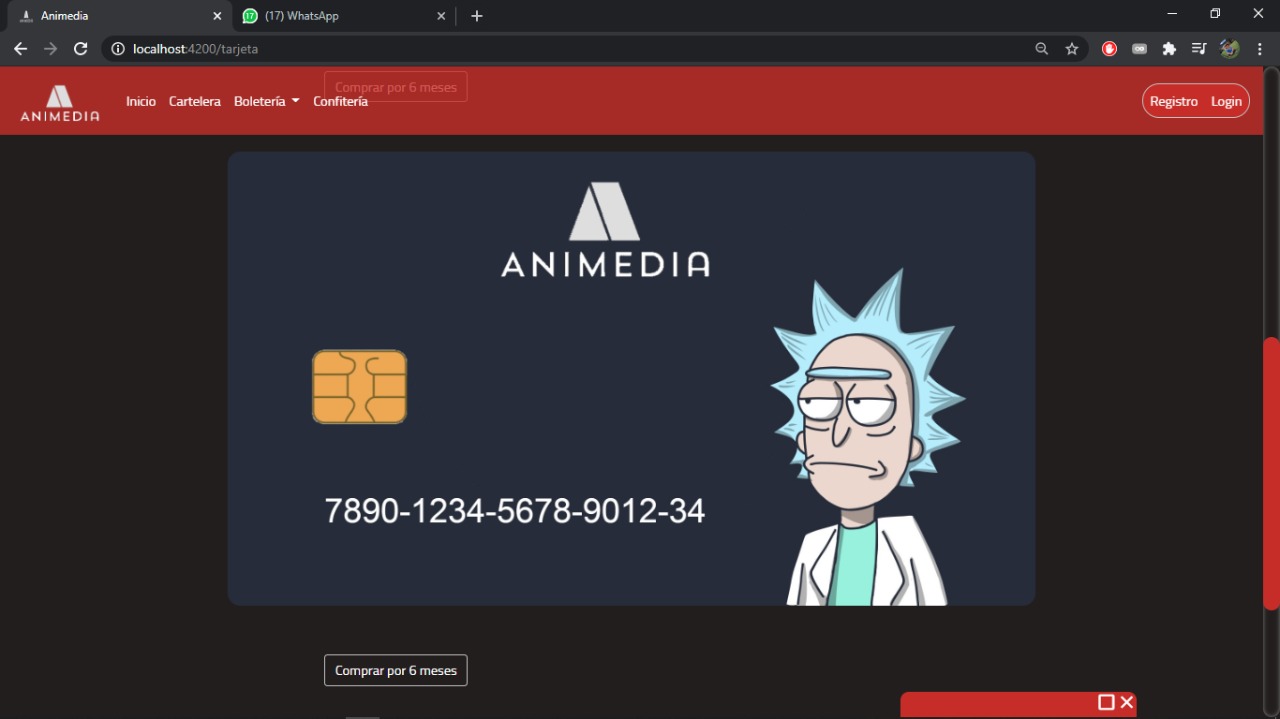 Animedia
(17) WhatsApp
localhost:4200/tarjeta
Comprar por 6 meses
ANIMEDIA Inicio Cartelera Boletería Confitería Registro Login
ANIMEDIA
7890-1234-5678-9012-34
Comprar por 6 meses